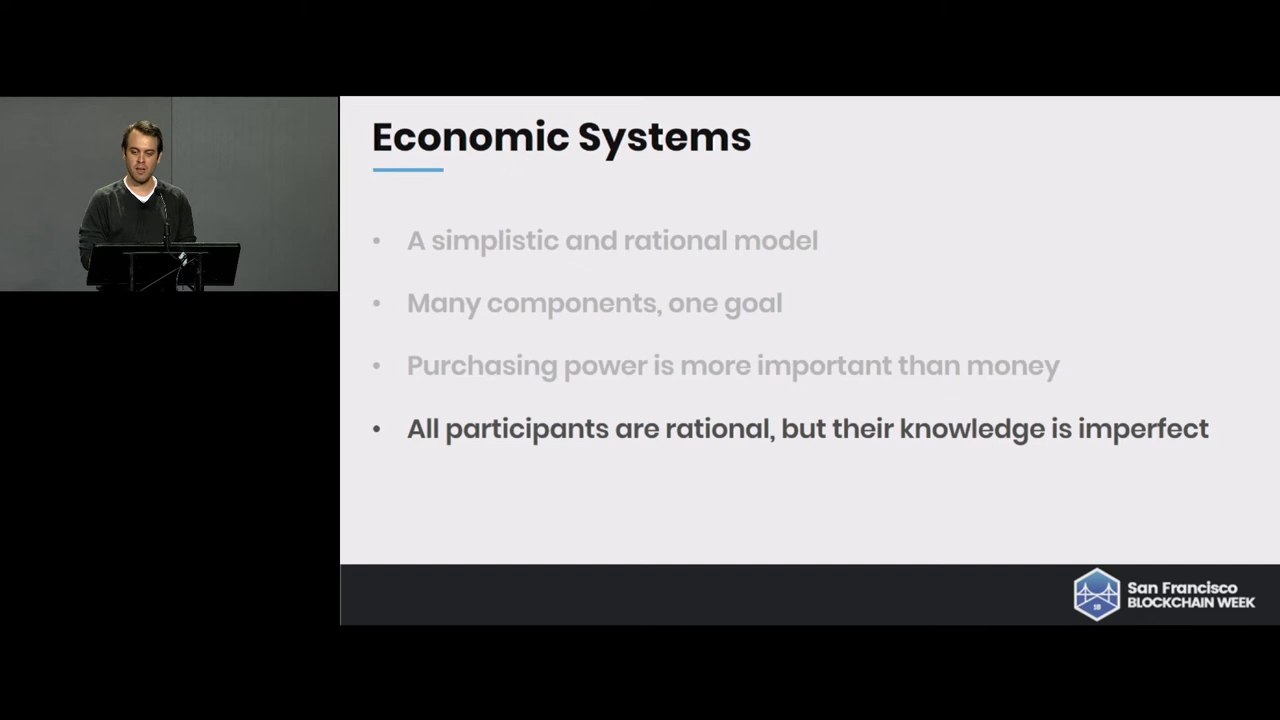 Economic Systems
• A simplistic and rational model
• Many components, one goal
• Purchasing power is more important than money
• All participants are rational, but their knowledge is imperfect
18
San Francisco
BLOCKCHAIN WEEK